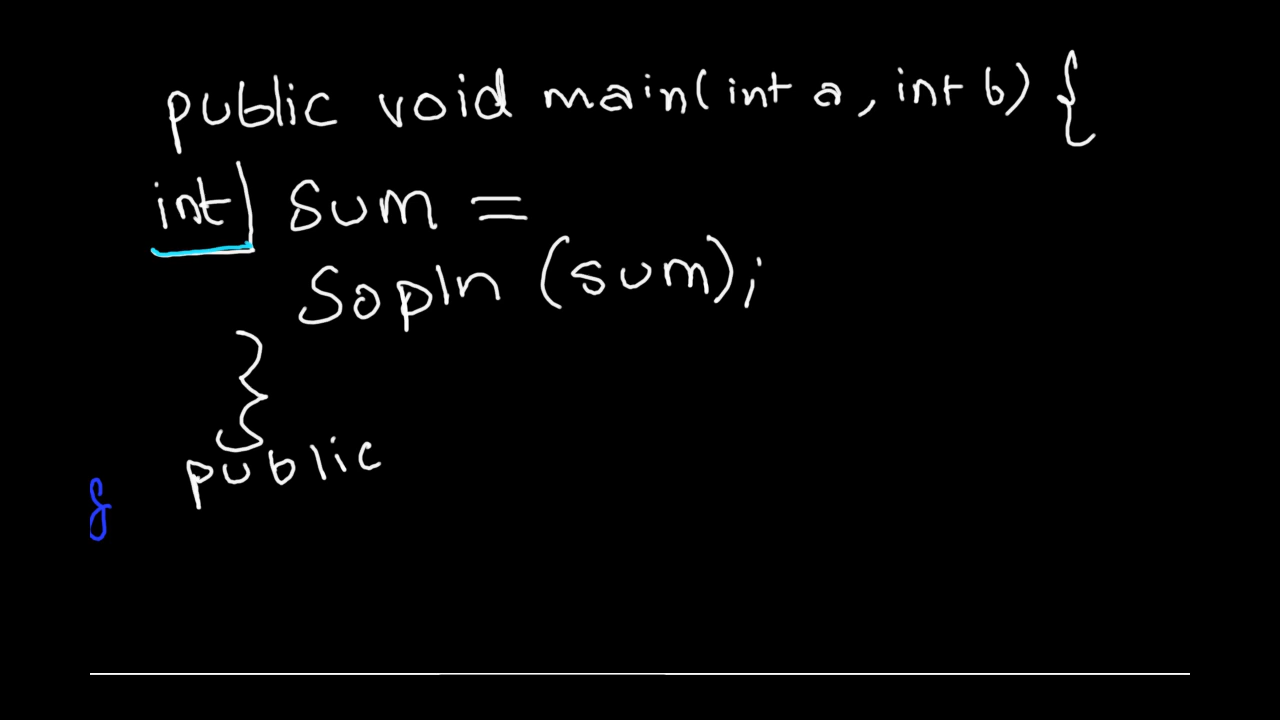 public void main(int a, int b) {
int sum =
Sopln (sum);
}
public